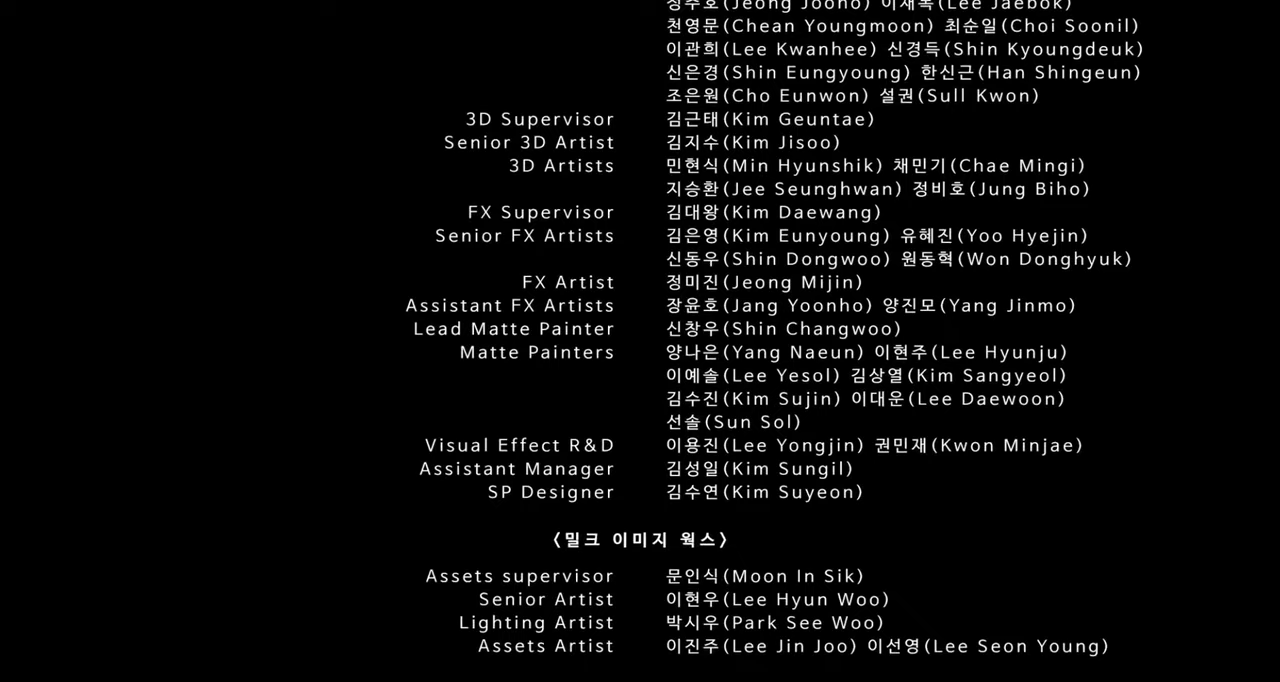 정주호(Jeong Jooho) 이재복(Lee Jaebok)
천영문(Chean Youngmoon) 최순일(Choi Soonil)
이관희(Lee Kwanhee) 신경득(Shin Kyoungdeuk)
신은경(Shin Eungyoung) 한신근(Han Shingeun)
조은원(Cho Eunwon) 설권(Sull Kwon)
3D Supervisor 김근태(Kim Geuntae)
Senior 3D Artist 김지수(Kim Jisoo)
3D Artists 민현식(Min Hyunshik) 채민기(Chae Mingi)
지승환(Jee Seunghwan) 정비호(Jung Biho)
FX Supervisor 김대왕(Kim Daewang)
Senior FX Artists 김은영(Kim Eunyoung) 유혜진(Yoo Hyejin)
신동우(Shin Dongwoo) 원동혁(Won Donghyuk)
FX Artist 정미진(Jeong Mijin)
Assistant FX Artists 장윤호(Jang Yoonho) 양진모(Yang Jinmo)
Lead Matte Painter 신창우(Shin Changwoo)
Matte Painters 양나은(Yang Naeun) 이현주(Lee Hyunju)
이예솔(Lee Yesol) 김상열(Kim Sangyeol)
김수진(Kim Sujin) 이대운(Lee Daewoon)
선솔(Sun Sol)
Visual Effect R&D 이용진(Lee Yongjin) 권민재(Kwon Minjae)
Assistant Manager 김성일(Kim Sungil)
SP Designer 김수연(Kim Suyeon)
〈밀크 이미지 웍스〉
Assets supervisor 문인식(Moon In Sik)
Senior Artist 이현우(Lee Hyun Woo)
Lighting Artist 박시우(Park See Woo)
Assets Artist 이진주(Lee Jin Joo) 이선영(Lee Seon Young)